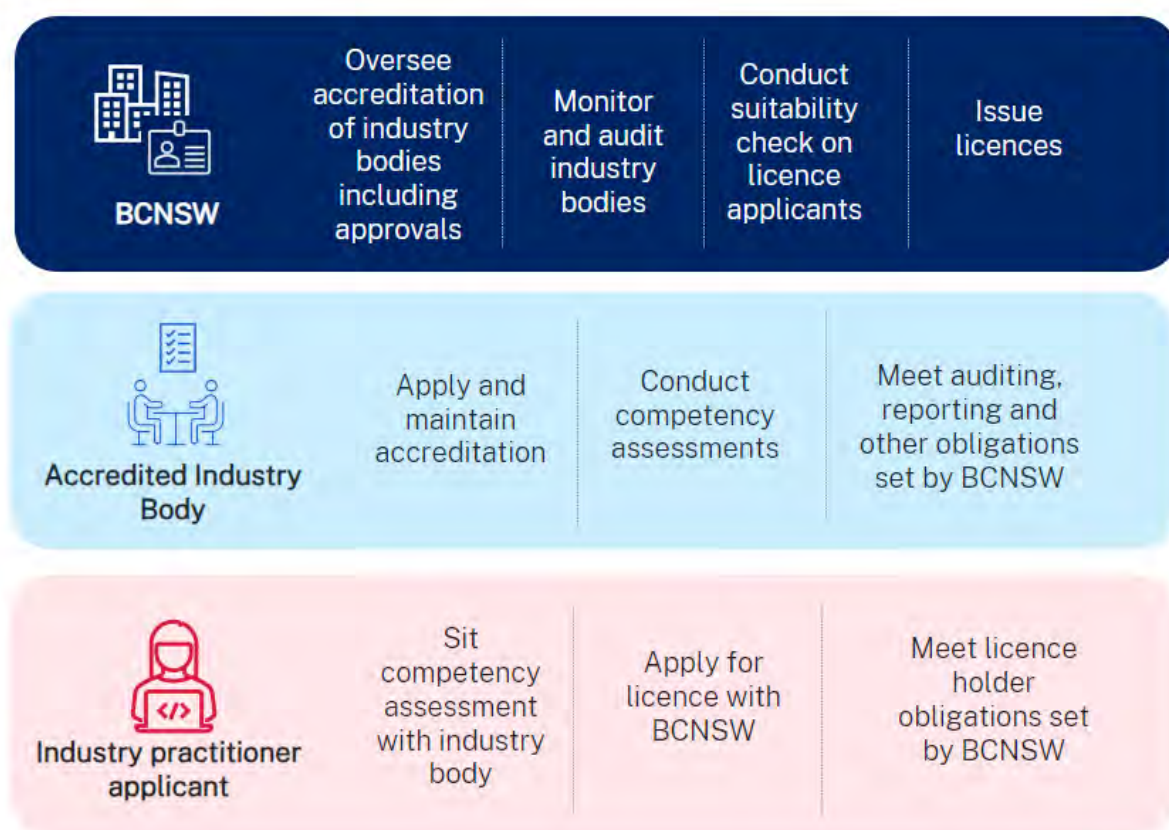 BCNSW
Oversee
accreditation
of industry
bodies
including
approvals
Monitor
and audit
industry
bodies
Conduct
suitability
check on
licence
applicants
Issue
licences
Accredited Industry
Body
Apply and
maintain
accreditation
Conduct
competency
assessments
Meet auditing,
reporting and
other obligations
set by BCNSW
</>
Industry practitioner
applicant
Sit
competency
assessment
with industry
body
Apply for
licence with
BCNSW
Meet licence
holder
obligations set
by BCNSW